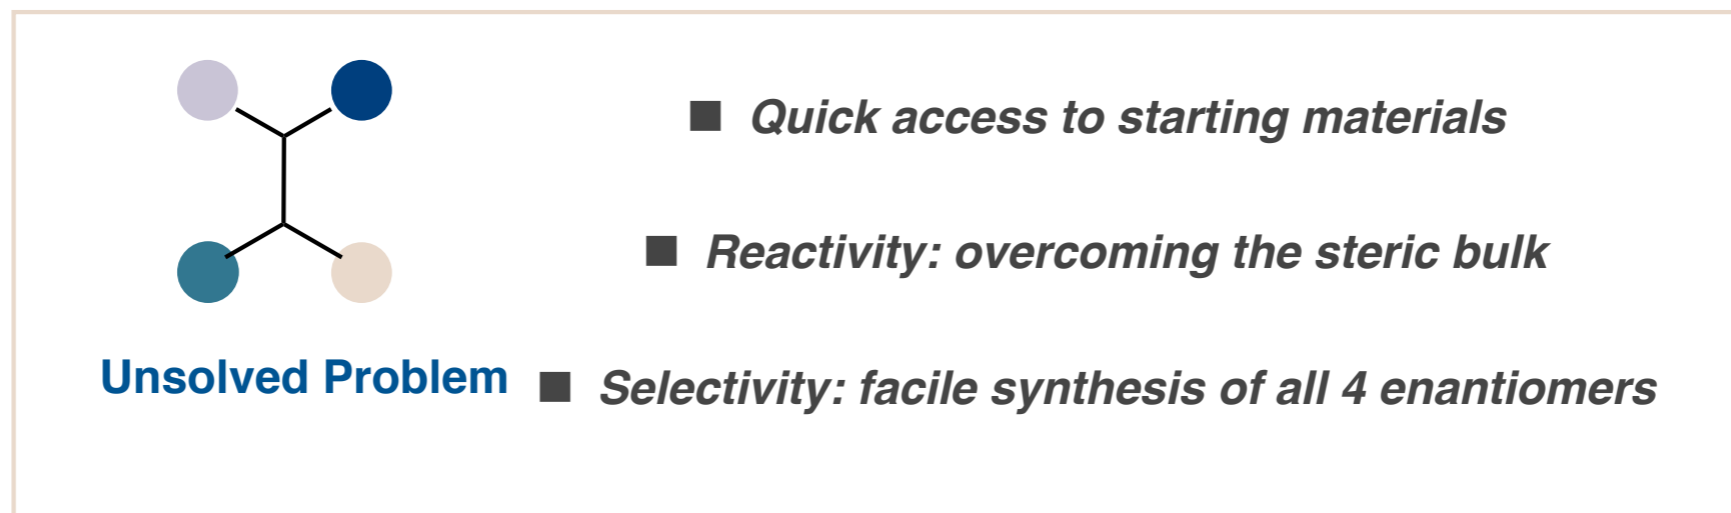 ■ Quick access to starting materials
■ Reactivity: overcoming the steric bulk
Unsolved Problem
■ Selectivity: facile synthesis of all 4 enantiomers